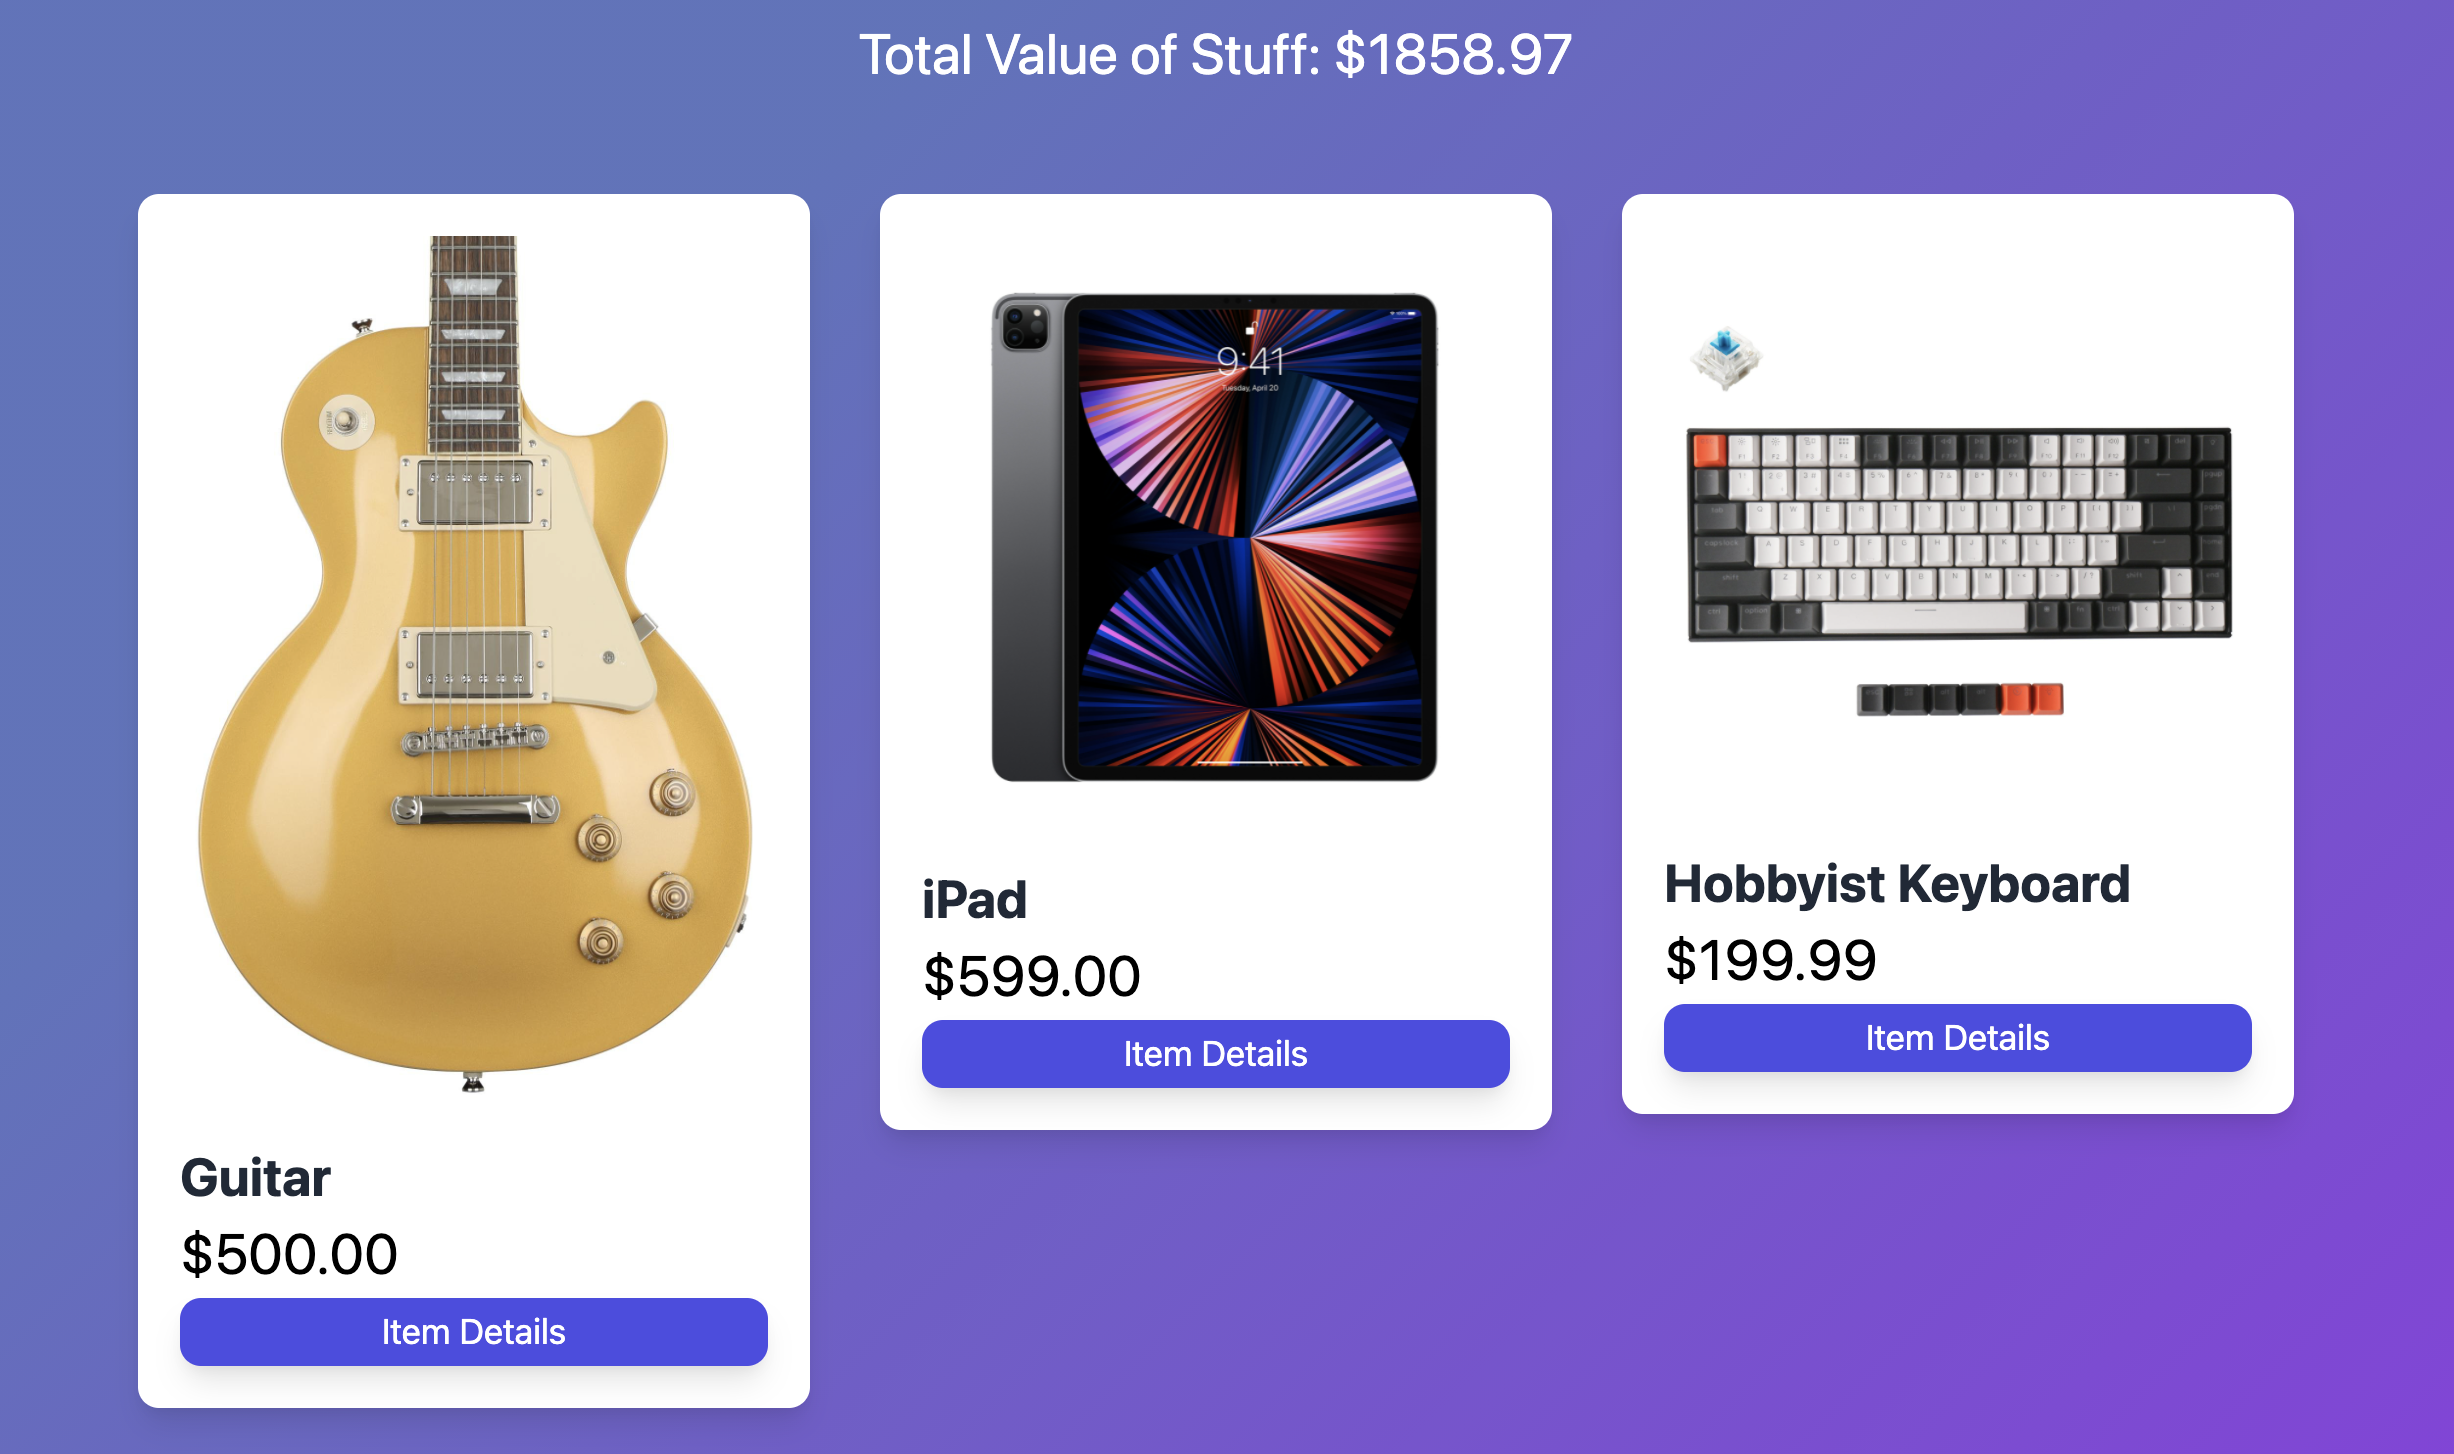 Total Value of Stuff: $1858.97
9:41
Tuesday, April 20
Guitar
$500.00
Item Details
iPad
$599.00
Item Details
Hobbyist Keyboard
$199.99
Item Details